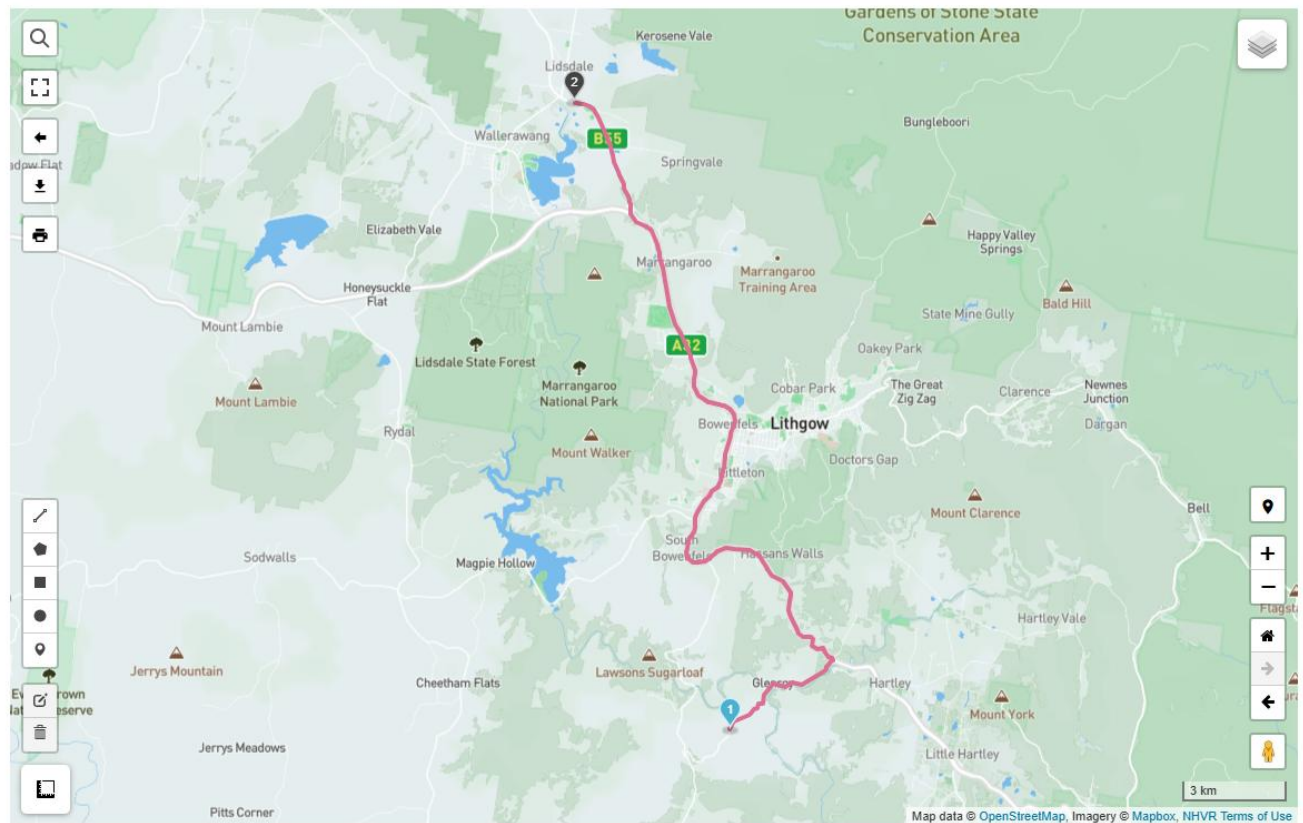 Gardens of Stone State
Conservation Area
Kerosene Vale
Lidsdale
2
Bungleboori
Wallerawang
B55
Springvale
adow Flat
Elizabeth Vale
Happy Valley
Springs
Marrangaroo
Marrangaroo
Training Area
Honeysuckle
Flat
Bald Hill
State Mine Gully
Mount Lambie
A32
Oakey Park
Lidsdale State Forest
Marrangaroo
National Park
Cobar Park
The Great
Zig Zag
Clarence
Newnes
Junction
Mount Lambie
Bowenfels
Lithgow
Dargan
Rydal
Mount Walker
Doctors Gap
Littleton
Mount Clarence
Bell
South
Bowenfels
Hassans Walls
Sodwalls
Magpie Hollow
Hartley Vale
Flagst
Jerrys Mountain
Lawsons Sugarloaf
Cheetham Flats
Glenroy
Hartley
1
Mount York
Jerrys Meadows
Little Hartley
Pitts Corner
3 km
Map data © OpenStreetMap, Imagery © Mapbox, NHVR Terms of Use